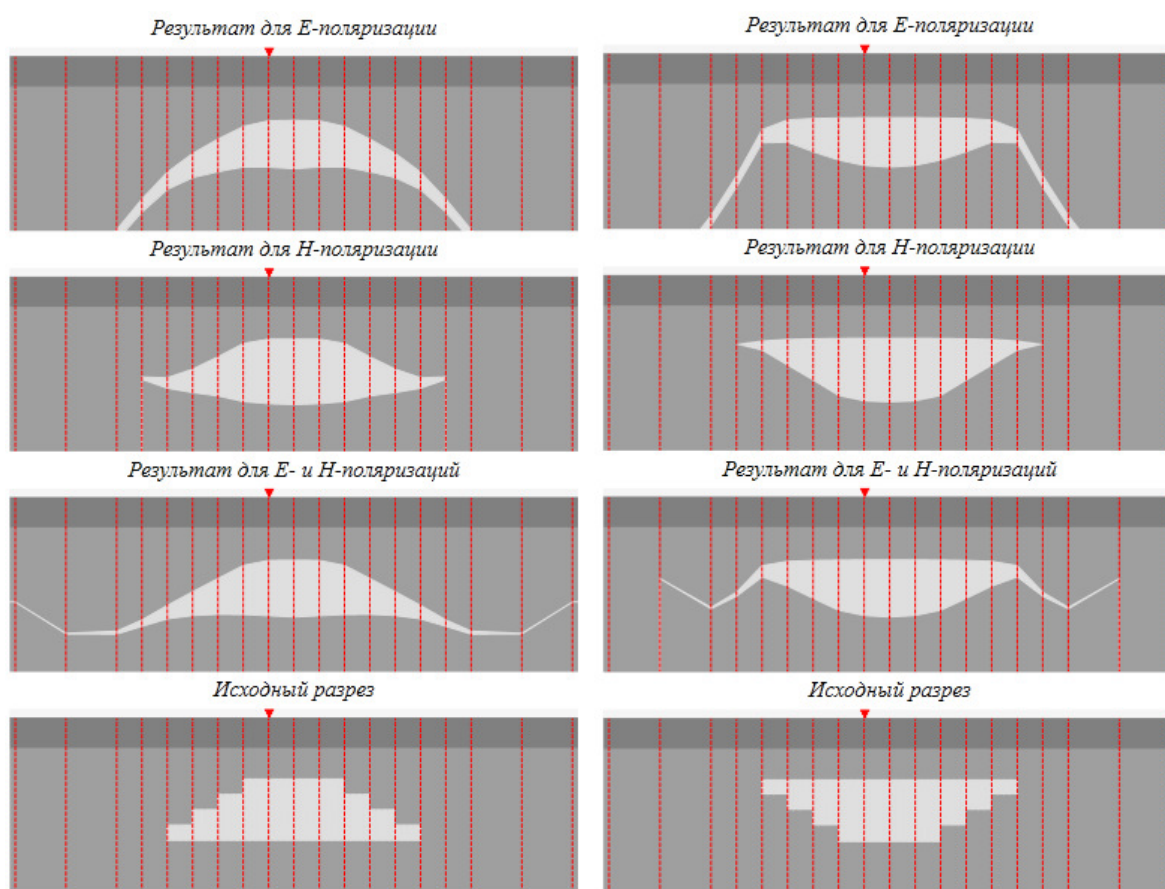 Результат для Е-поляризации
Результат для Е-поляризации
Результат для Н-поляризации
Результат для Н-поляризации
Результат для Е- и Н-поляризаций
Результат для Е- и Н-поляризаций
Исходный разрез
Исходный разрез